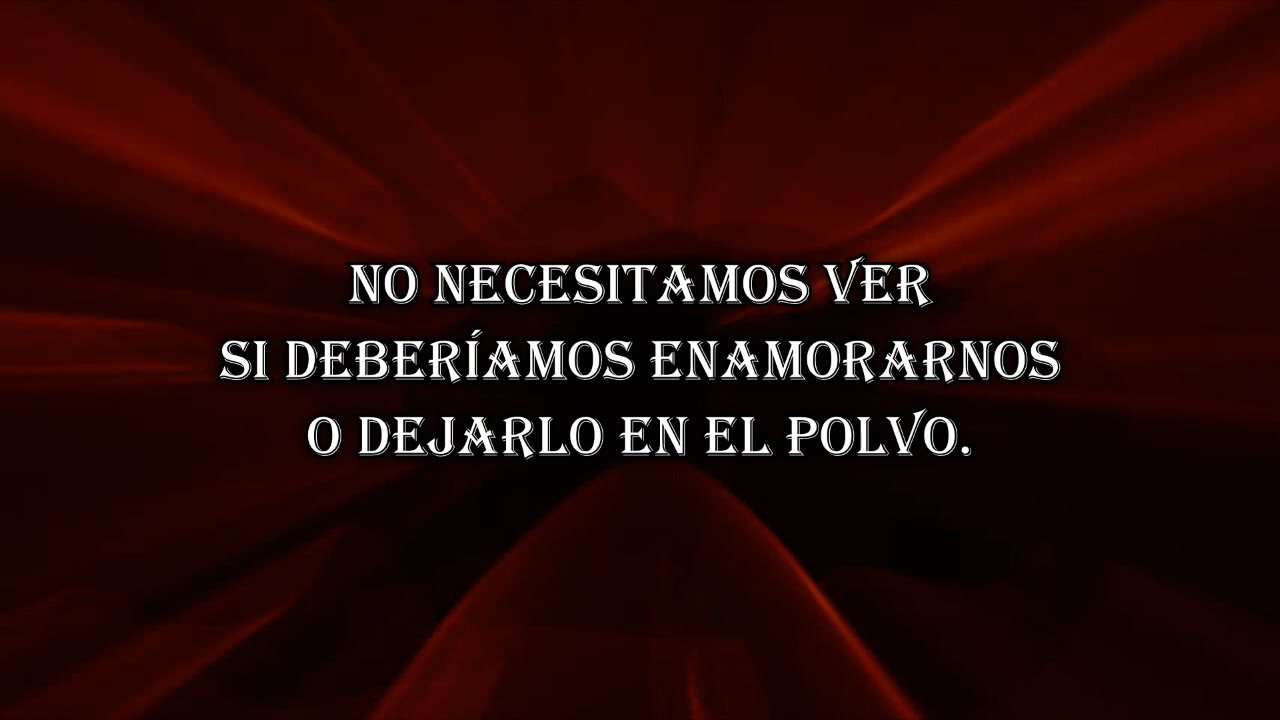 NO NECESITAMOS VER
SI DEBERÍAMOS ENAMORARNOS
O DEJARLO EN EL POLVO.